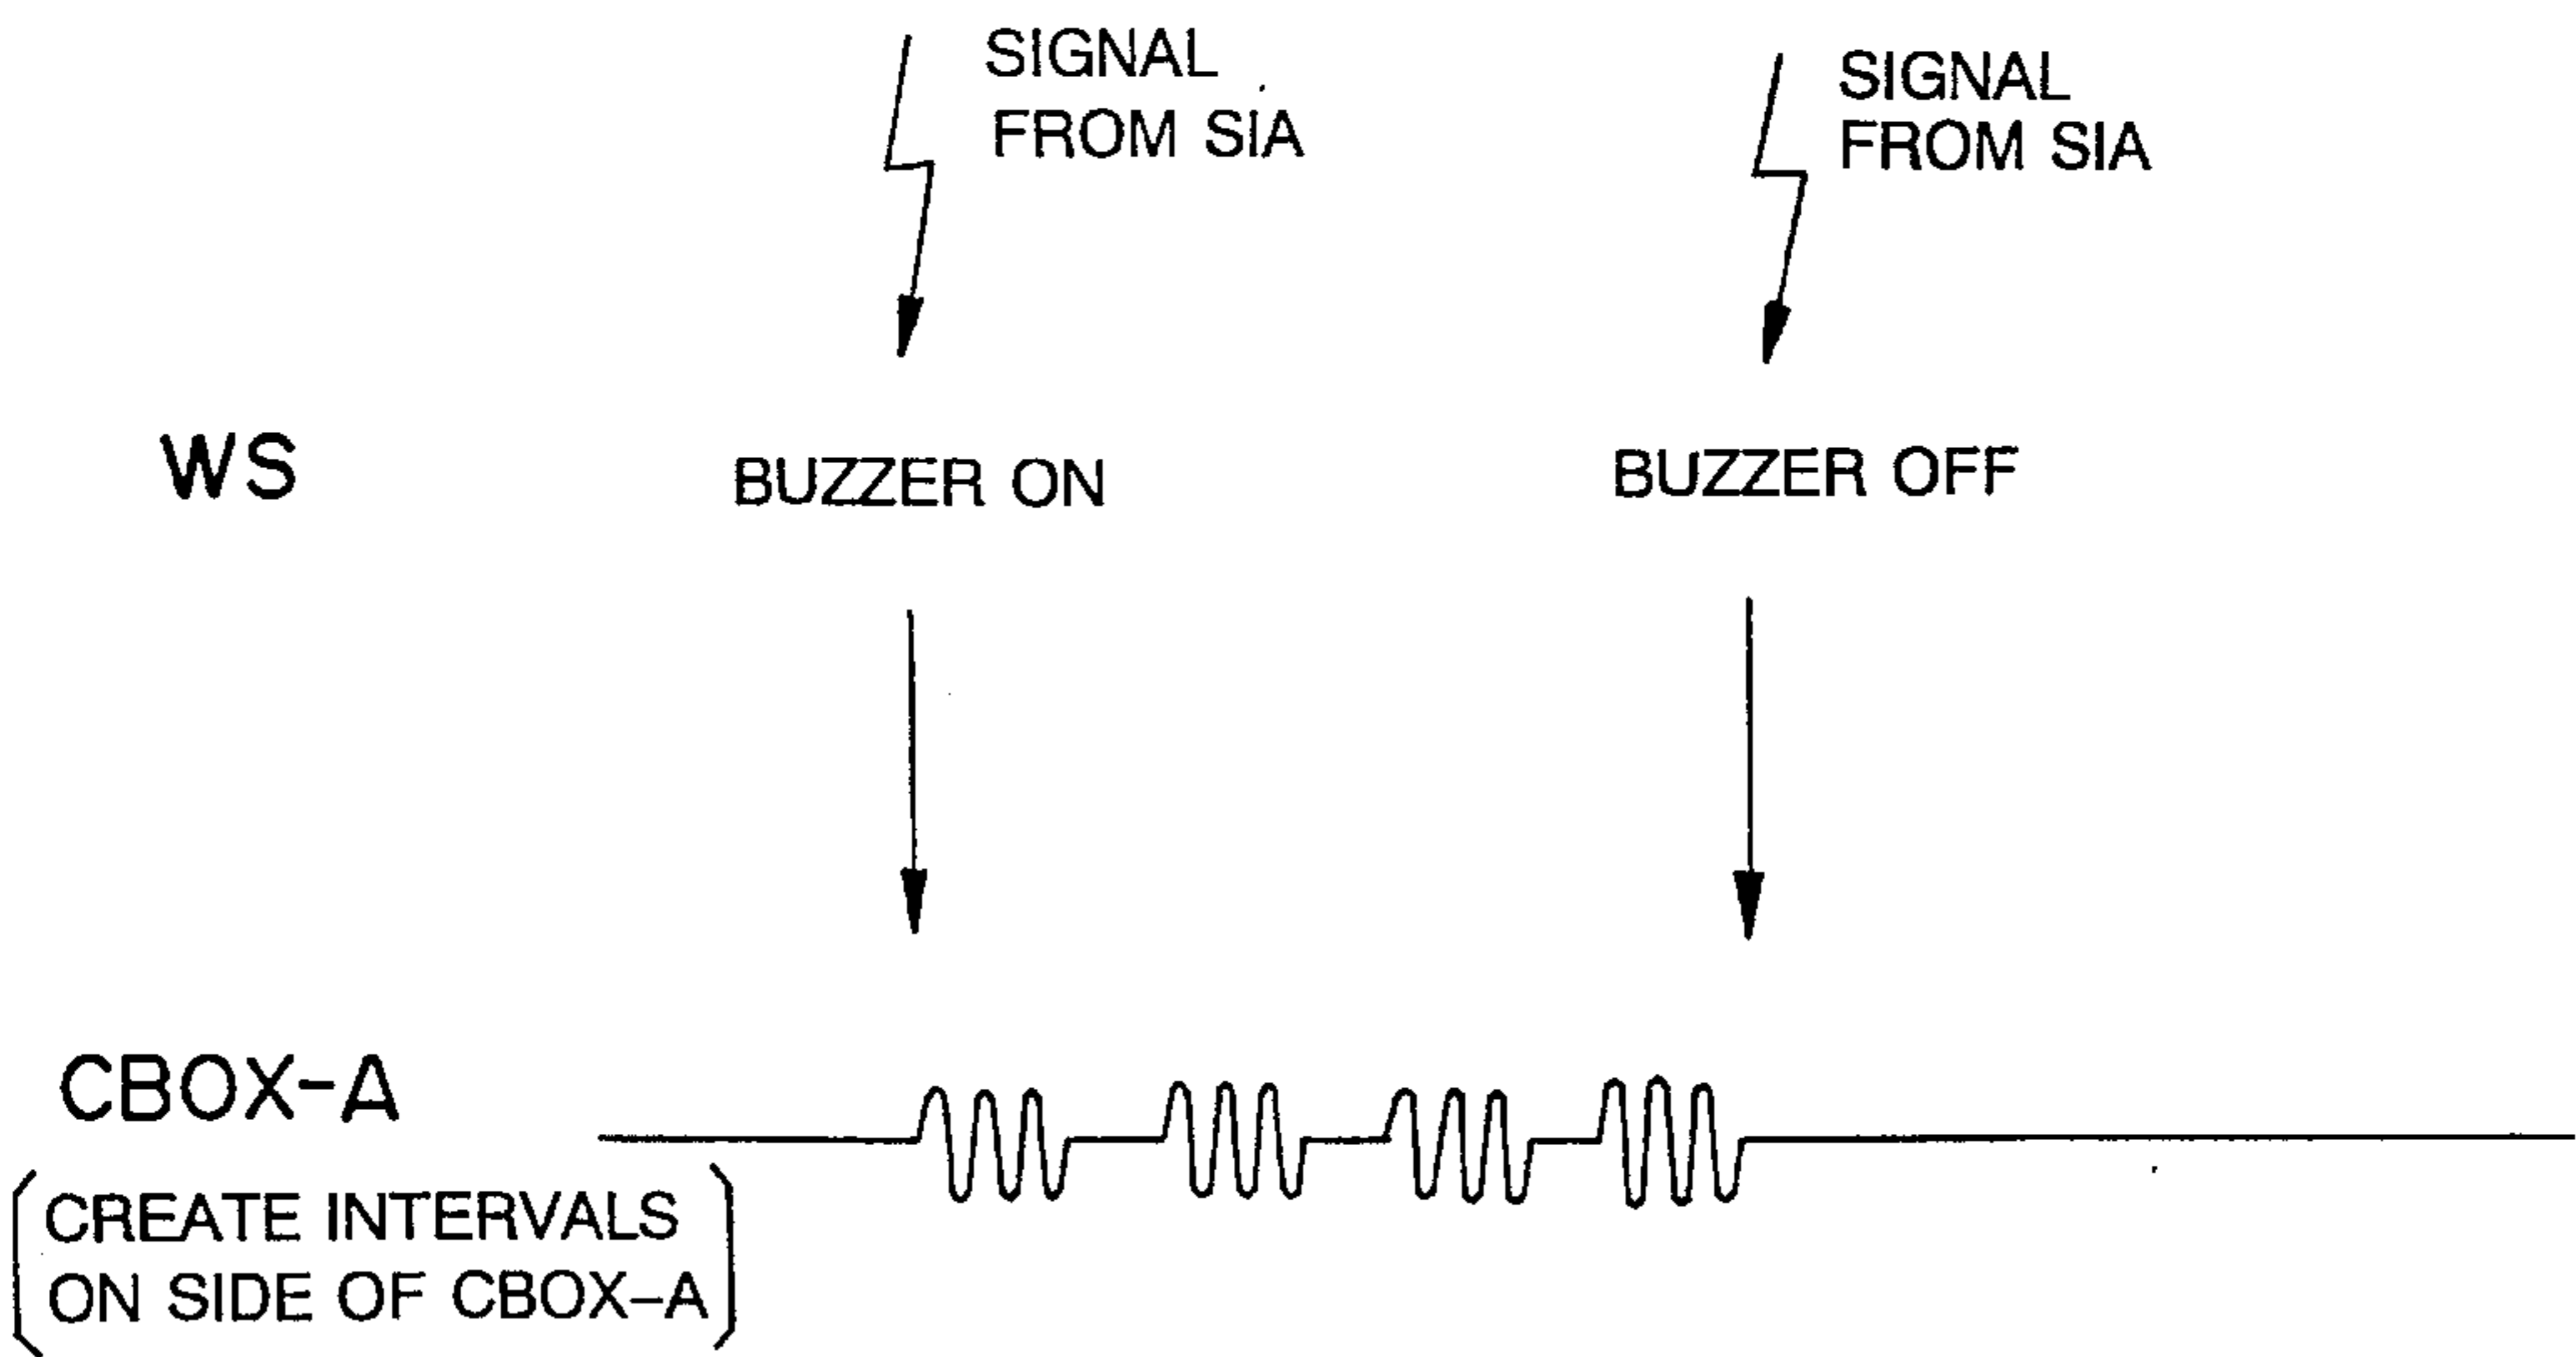 SIGNAL
FROM SIA
SIGNAL
FROM SIA
WS
BUZZER ON
BUZZER OFF
CBOX-A
CREATE INTERVALS
ON SIDE OF CBOX-A